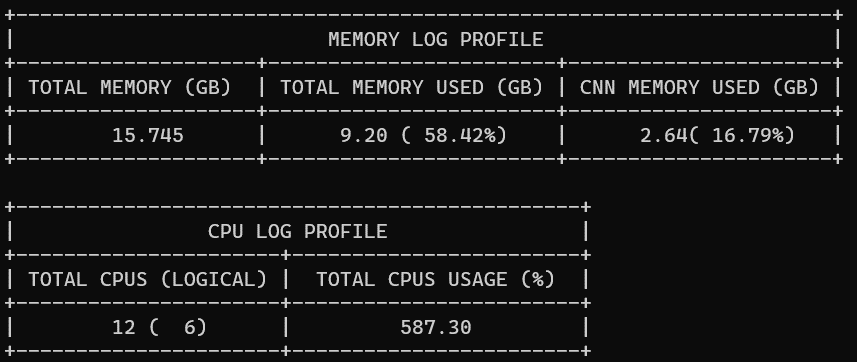 MEMORY LOG PROFILE
| TOTAL MEMORY (GB) | TOTAL MEMORY USED (GB) | CNN MEMORY USED (GB) |
| 15.745 | 9.20 ( 58.42%) | 2.64( 16.79%) |
CPU LOG PROFILE
| TOTAL CPUS (LOGICAL) | TOTAL CPUS USAGE (%) |
| 12 (  6) | 587.30 |